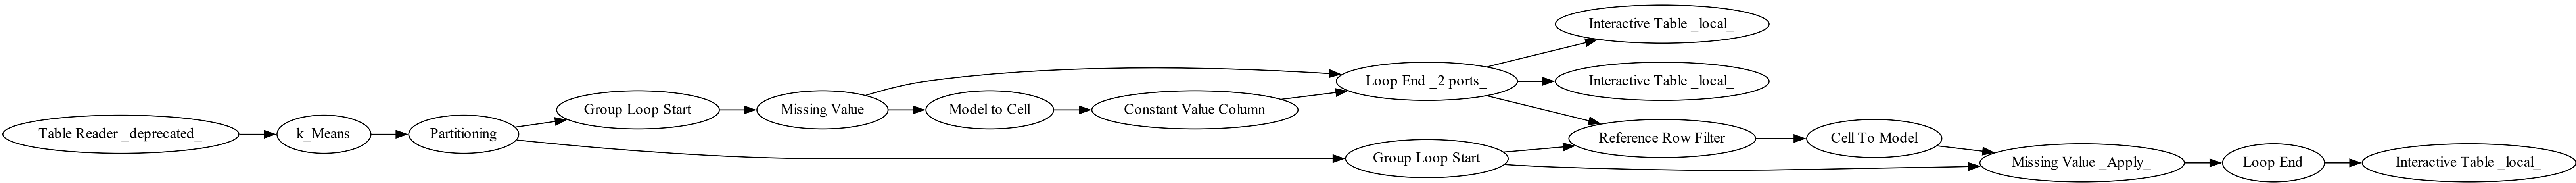 Table Reader _deprecated_
k_Means
Partitioning
Group Loop Start
Missing Value
Model to Cell
Constant Value Column
Loop End _2 ports_
Interactive Table _local_
Interactive Table _local_
Group Loop Start
Reference Row Filter
Cell To Model
Missing Value _Apply_
Loop End
Interactive Table _local_